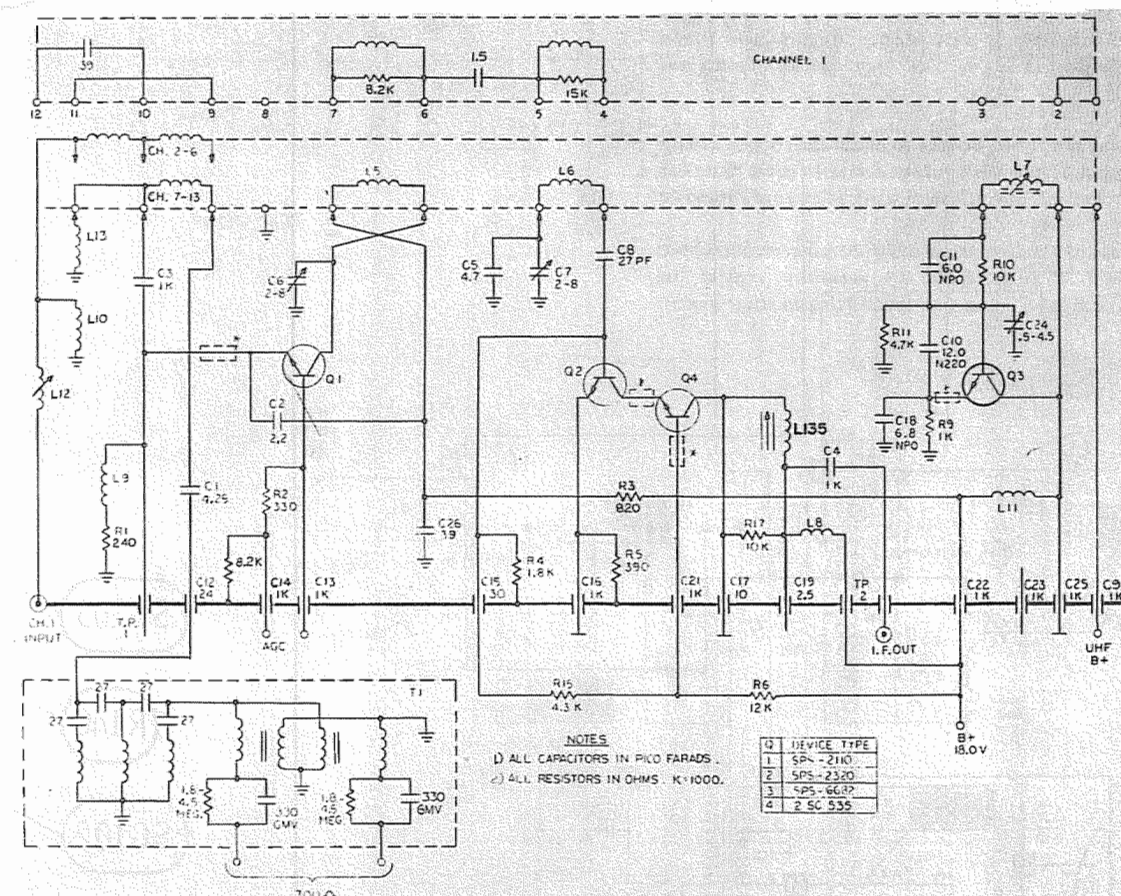 39
1.5
8.2K
15K
CHANNEL 1
12 11 10 9 8 7 6 5 4 3 2
CH. 2-6
CH. 7-13
L5
L6
L7
L13
C3
1K
C6
2-8
C5
4.7
C7
2-8
C8
27PF
C11
6.0
NPO
R10
10K
L10
R11
4.7K
C10
12.0
N220
C24
.5-4.5
*
Q1
Q2
*
Q4
*
*
Q3
L12
C2
2.2
L135
C18
6.8
NPO
R9
1K
L9
C1
4.25
R2
330
C4
1K
R3
820
L11
R1
240
8.2K
C26
39
R4
1.8K
R5
390
R17
10K
L8
C12
24
C14
1K
C13
1K
C15
30
C16
1K
C21
1K
C17
10
C19
2.5
TP
2
C22
1K
C23
1K
C25
1K
C9
1K
CH.1
INPUT
T.P.
1
AGC
I.F.OUT
UHF
B+
R15
4.3K
R6
12K
B+
18.0V
T1
27
27
27
27
1.8-
4.5
MEG.
330
GMV
1.8-
4.5
MEG.
330
GMV
NOTES
1) ALL CAPACITORS IN PICO FARADS.
2) ALL RESISTORS IN OHMS. K=1000.
Q DEVICE TYPE
1 SPS-2110
2 SPS-2320
3 SPS-6682
4 2 SC 535